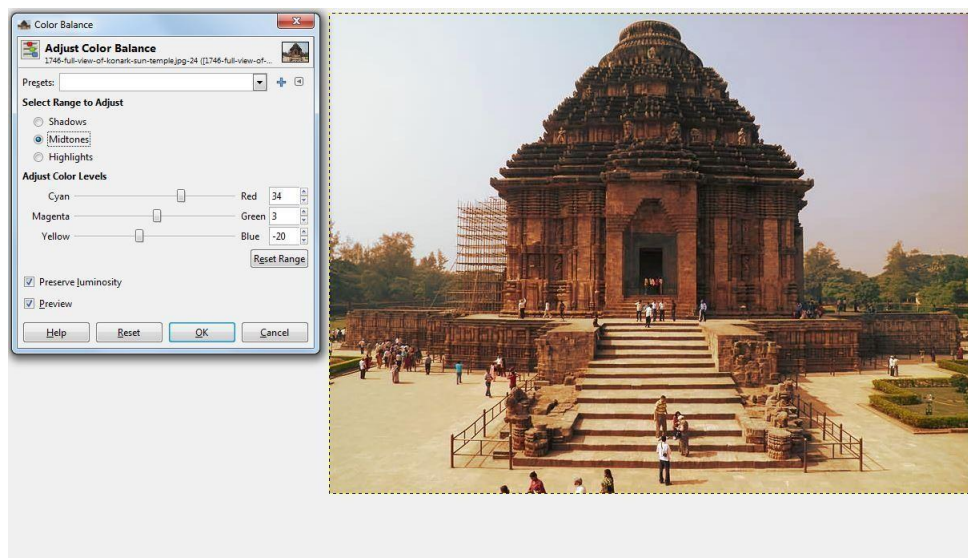 Color Balance
Adjust Color Balance
1746-full-view-of-konark-sun-temple.jpg-24 ([1746-full-view-of-...
Presets:
Select Range to Adjust
Shadows
Midtones
Highlights
Adjust Color Levels
Cyan Red 34
Magenta Green 3
Yellow Blue -20
Reset Range
Preserve luminosity
Preview
Help Reset OK Cancel